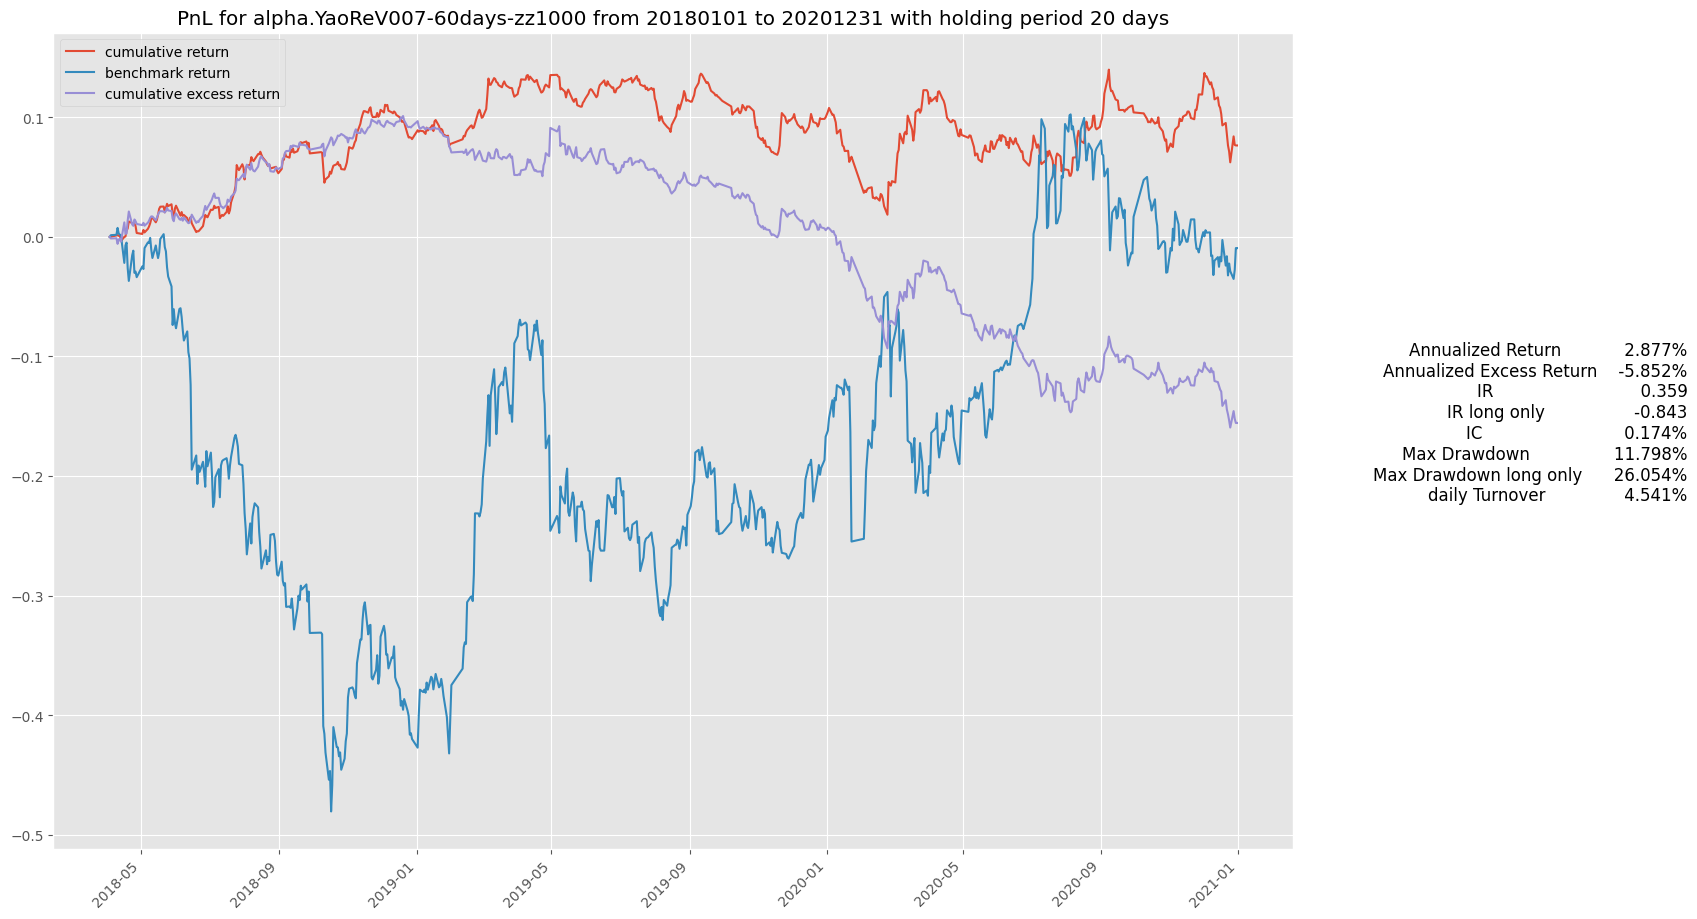 PnL for alpha.YaoReV007-60days-zz1000 from 20180101 to 20201231 with holding period 20 days
cumulative return
benchmark return
cumulative excess return
0.1
0.0
−0.1
−0.2
−0.3
−0.4
−0.5
2018-05
2018-09
2019-01
2019-05
2019-09
2020-01
2020-05
2020-09
2021-01
Annualized Return 2.877%
Annualized Excess Return -5.852%
IR 0.359
IR long only -0.843
IC 0.174%
Max Drawdown 11.798%
Max Drawdown long only 26.054%
daily Turnover 4.541%